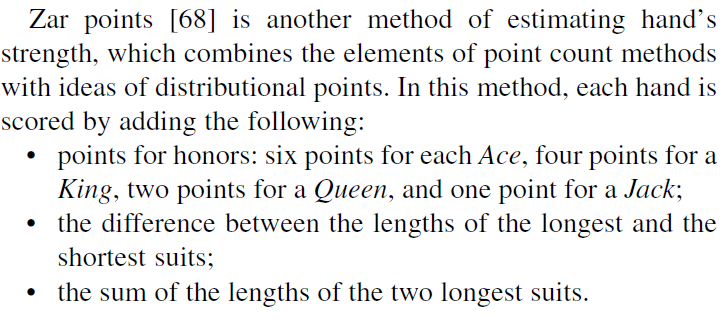 Zar points [68] is another method of estimating hand's
strength, which combines the elements of point count methods
with ideas of distributional points. In this method, each hand is
scored by adding the following:
• points for honors: six points for each Ace, four points for a
King, two points for a Queen, and one point for a Jack;
• the difference between the lengths of the longest and the
shortest suits;
• the sum of the lengths of the two longest suits.